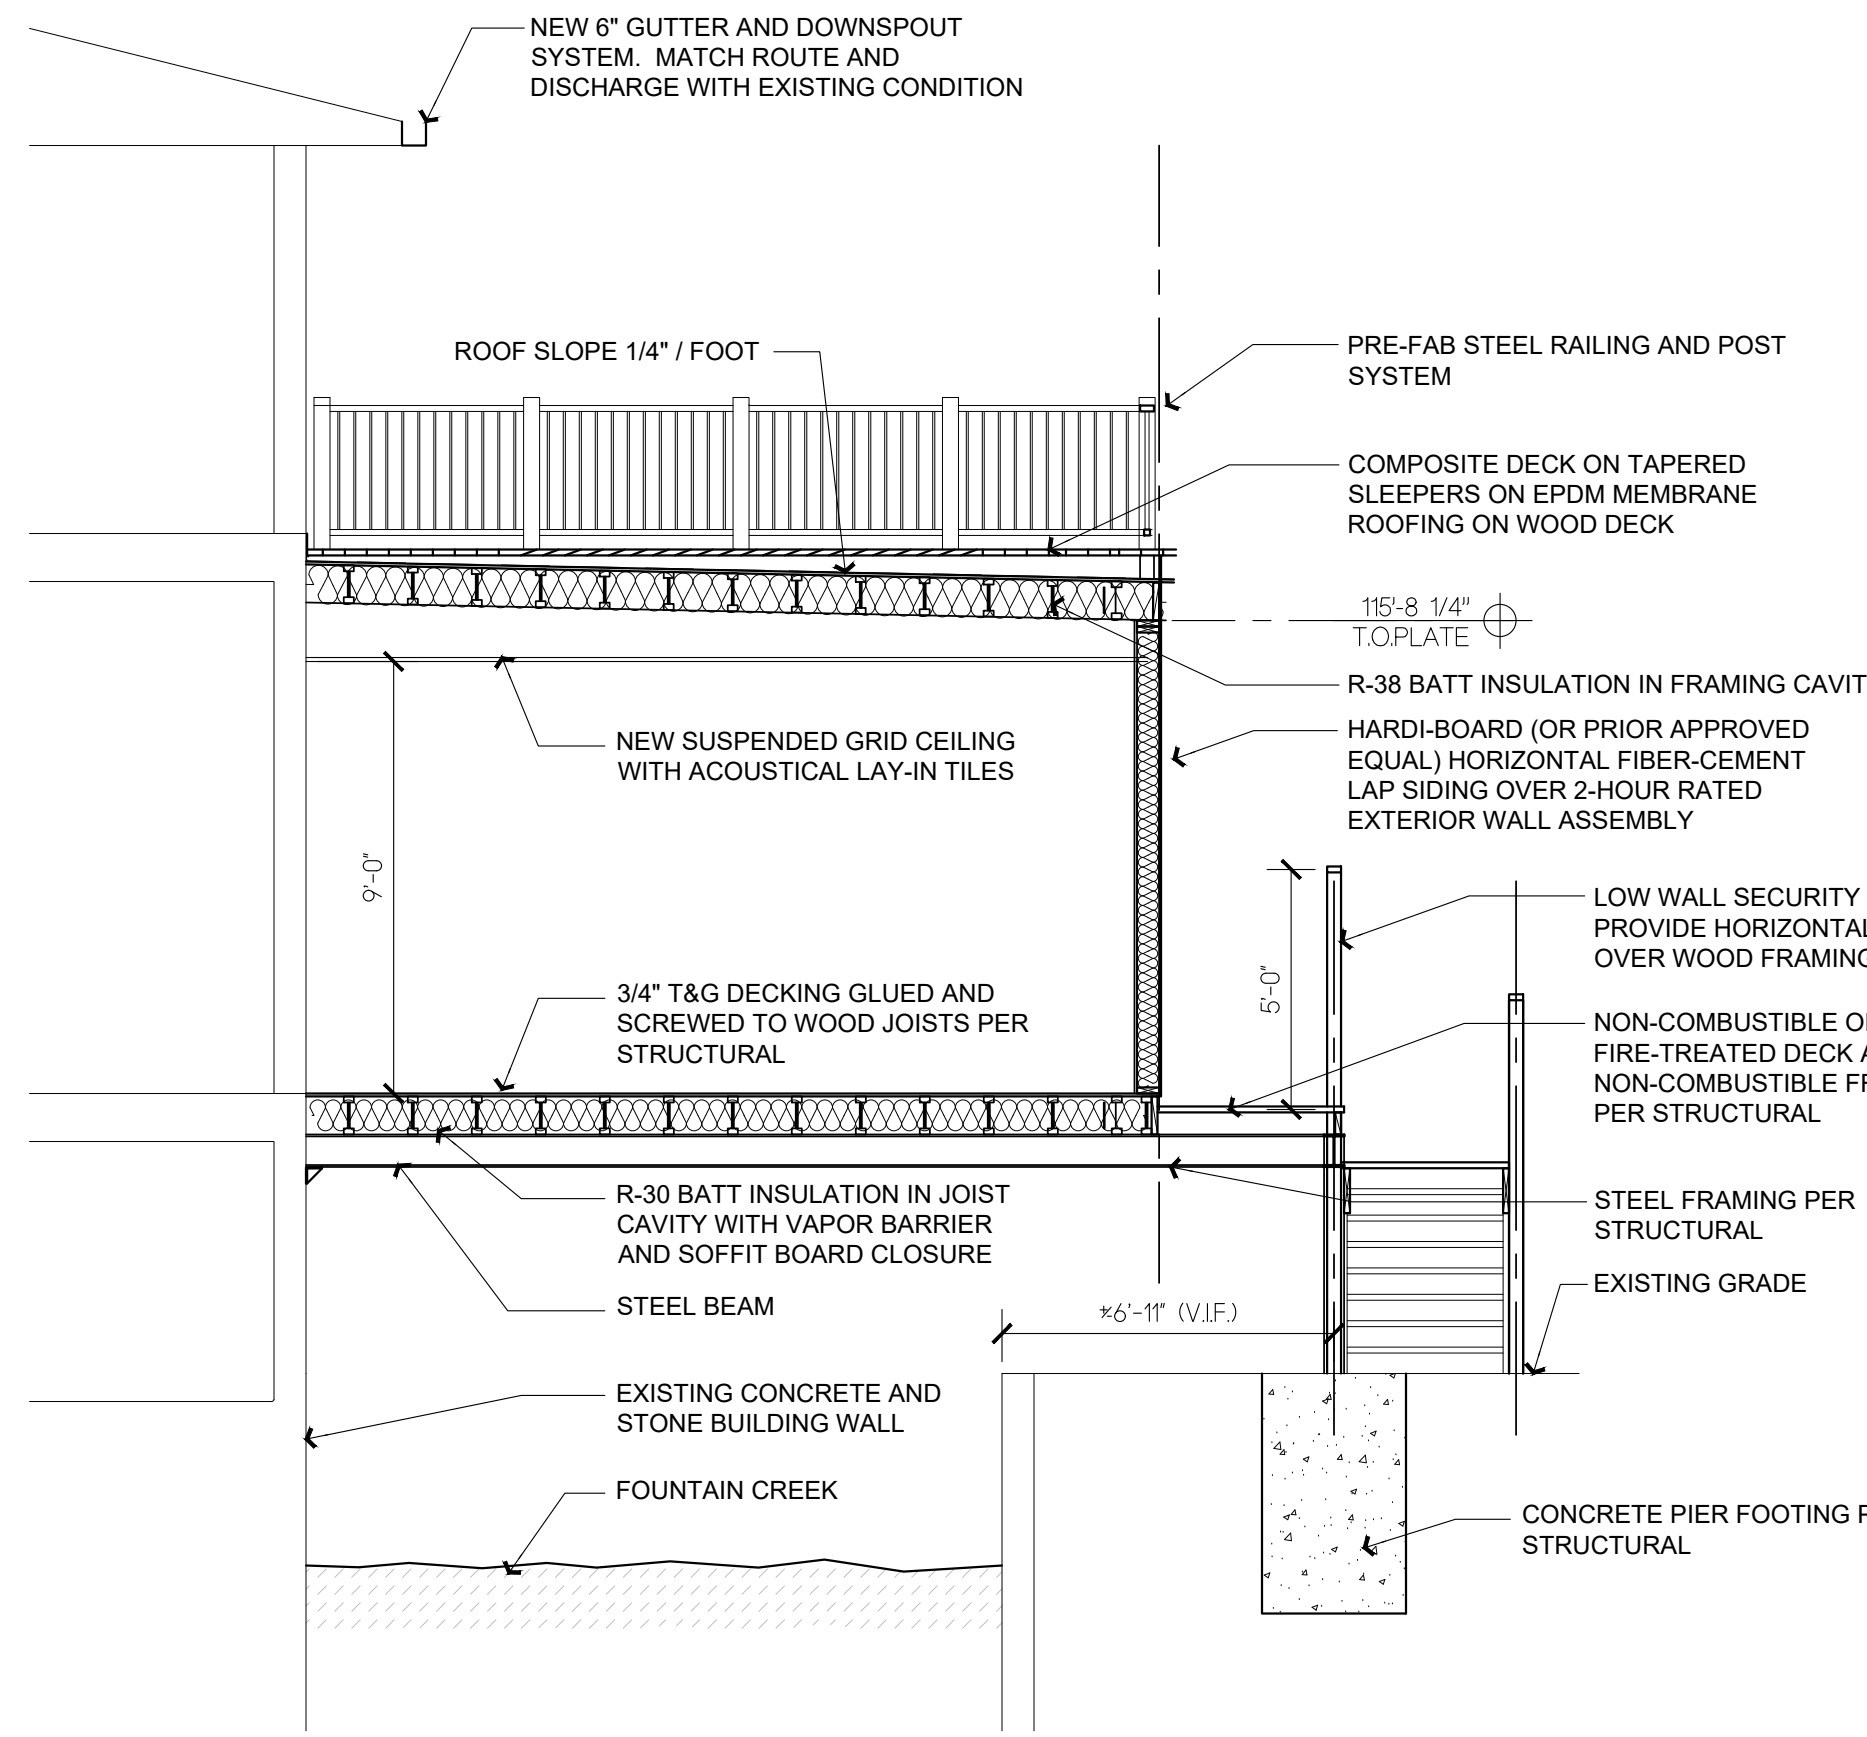 NEW 6" GUTTER AND DOWNSPOUT
SYSTEM. MATCH ROUTE AND
DISCHARGE WITH EXISTING CONDITION
ROOF SLOPE 1/4" / FOOT
PRE-FAB STEEL RAILING AND POST
SYSTEM
COMPOSITE DECK ON TAPERED
SLEEPERS ON EPDM MEMBRANE
ROOFING ON WOOD DECK
115'-8 1/4"
T.O.PLATE
R-38 BATT INSULATION IN FRAMING CAVIT
NEW SUSPENDED GRID CEILING
WITH ACOUSTICAL LAY-IN TILES
HARDI-BOARD (OR PRIOR APPROVED
EQUAL) HORIZONTAL FIBER-CEMENT
LAP SIDING OVER 2-HOUR RATED
EXTERIOR WALL ASSEMBLY
9'-0"
LOW WALL SECURITY
PROVIDE HORIZONTAL
OVER WOOD FRAMING
5'-0"
3/4" T&G DECKING GLUED AND
SCREWED TO WOOD JOISTS PER
STRUCTURAL
NON-COMBUSTIBLE
FIRE-TREATED DECK
NON-COMBUSTIBLE
PER STRUCTURAL
R-30 BATT INSULATION IN JOIST
CAVITY WITH VAPOR BARRIER
AND SOFFIT BOARD CLOSURE
STEEL FRAMING PER
STRUCTURAL
STEEL BEAM
EXISTING GRADE
±6'-11" (V.I.F.)
EXISTING CONCRETE AND
STONE BUILDING WALL
FOUNTAIN CREEK
CONCRETE PIER FOOTING
STRUCTURAL